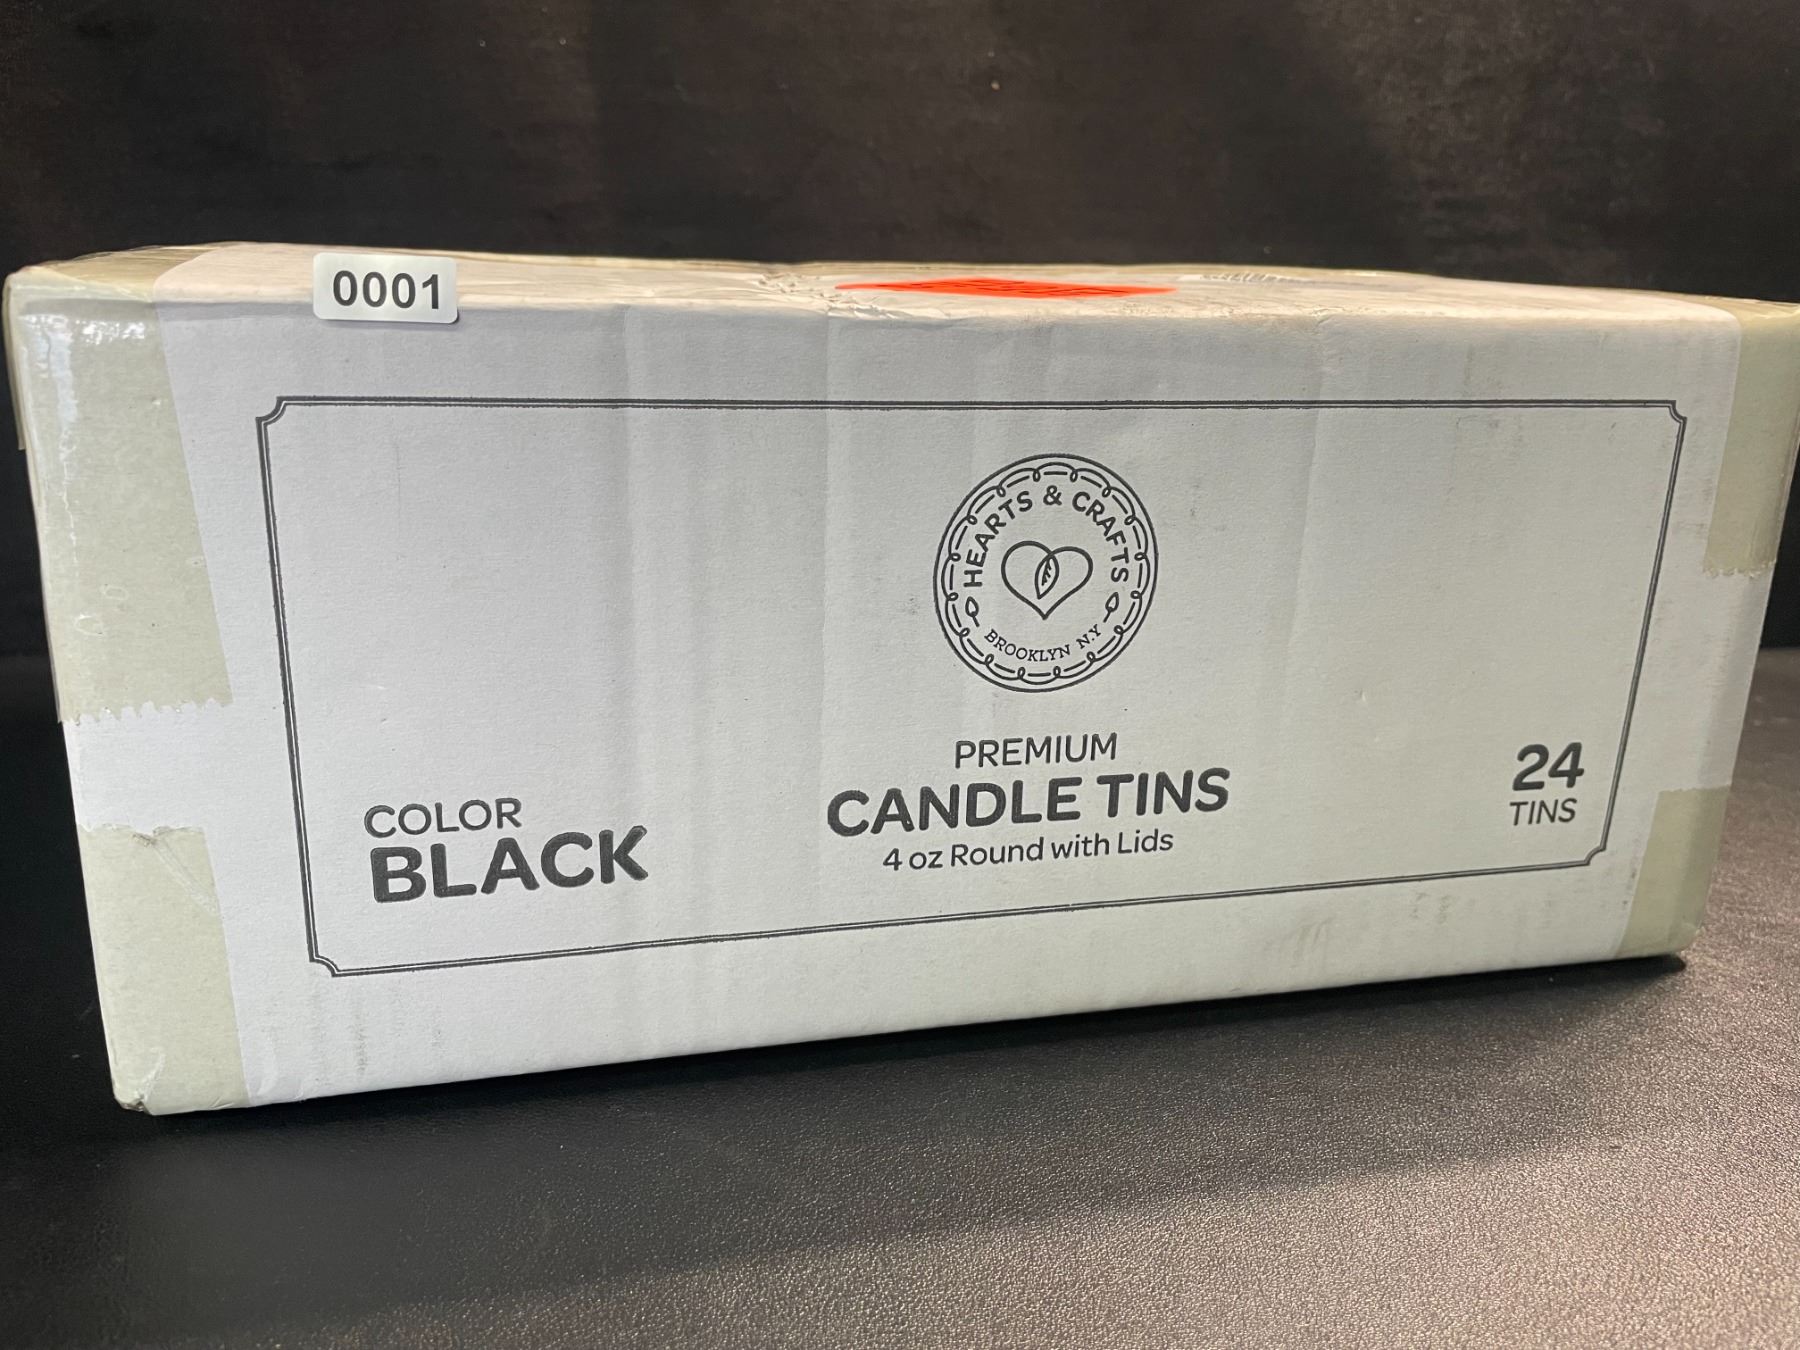 0001
HEARTS & CRAFTS
BROOKLYN N.Y
PREMIUM
CANDLE TINS
4 oz Round with Lids
COLOR
BLACK
24
TINS